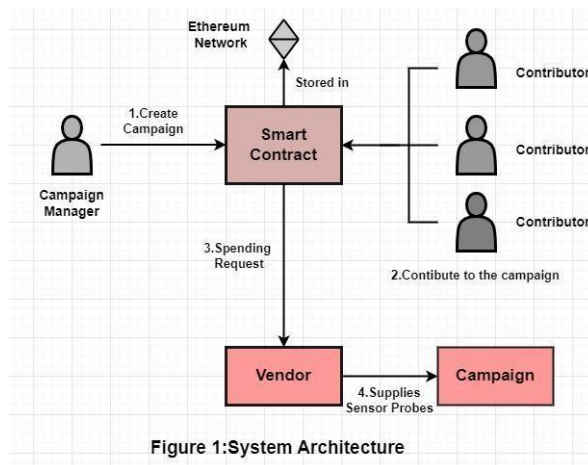 Ethereum
Network
Stored in
1.Create
Campaign
Smart
Contract
Campaign
Manager
Contributor
Contributor
Contributor
2.Contibute to the campaign
3.Spending
Request
Vendor
4.Supplies
Sensor Probes
Campaign
Figure 1:System Architecture